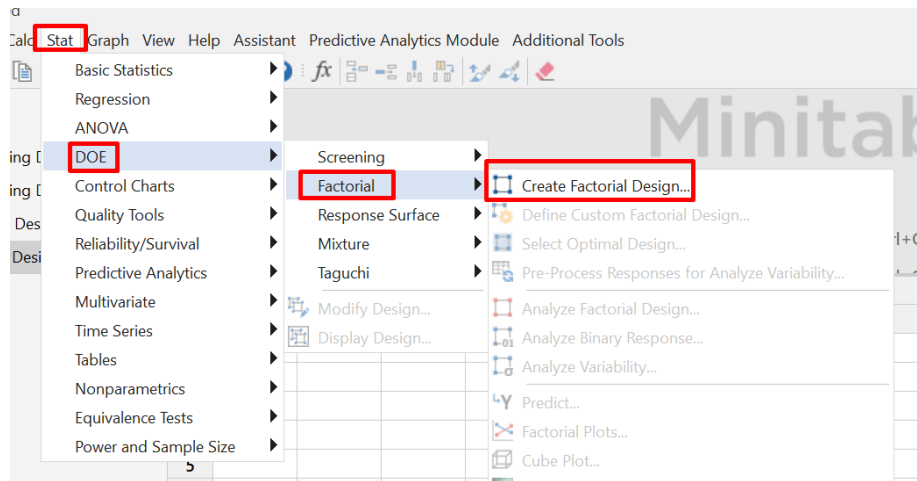 Calc Stat Graph View Help Assistant Predictive Analytics Module Additional Tools
fx
Minitab
Basic Statistics
Regression
ANOVA
DOE
Control Charts
Quality Tools
Reliability/Survival
Predictive Analytics
Multivariate
Time Series
Tables
Nonparametrics
Equivalence Tests
Power and Sample Size
5
Screening
Factorial
Response Surface
Mixture
Taguchi
Modify Design...
Display Design...
Create Factorial Design...
Define Custom Factorial Design...
Select Optimal Design...
Pre-Process Responses for Analyze Variability...
Analyze Factorial Design...
Analyze Binary Response...
Analyze Variability...
Predict...
Factorial Plots...
Cube Plot...